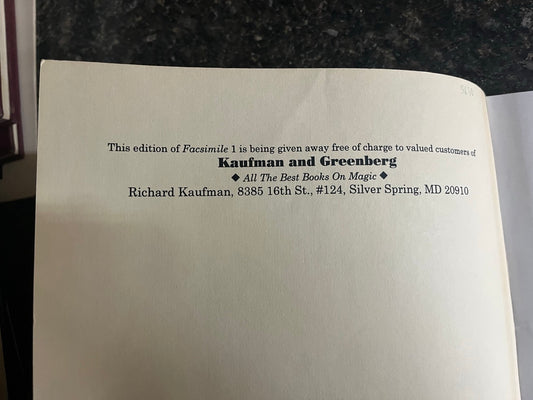 This edition of Facsimile 1 is being given away free of charge to valued customers of
Kaufman and Greenberg
◆ All The Best Books On Magic ◆
Richard Kaufman, 8385 16th St., #124, Silver Spring, MD 20910